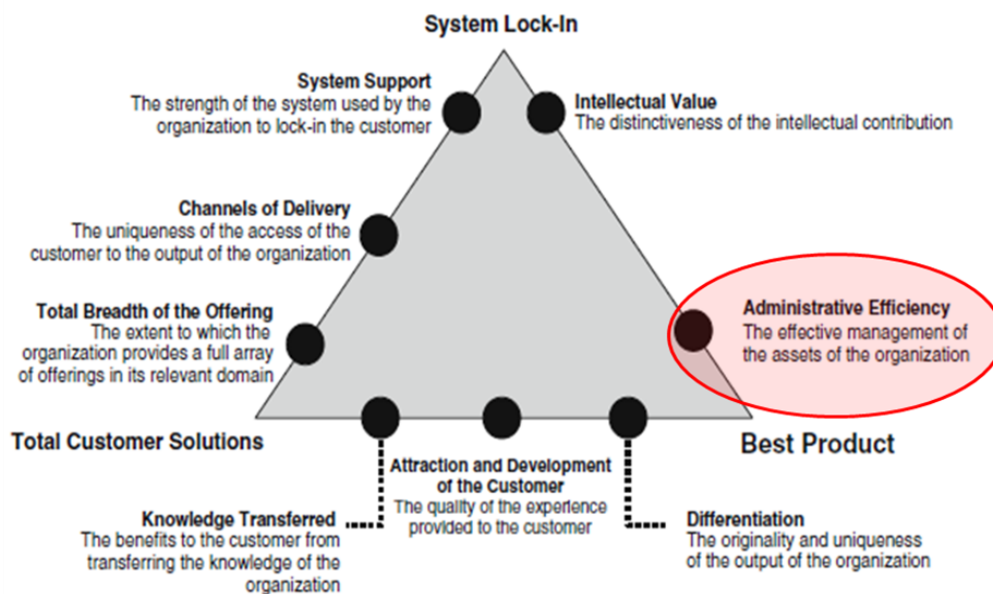 System Lock-In
System Support
The strength of the system used by the
organization to lock-in the customer
Intellectual Value
The distinctiveness of the intellectual contribution
Channels of Delivery
The uniqueness of the access of the
customer to the output of the organization
Total Breadth of the Offering
The extent to which the
organization provides a full array
of offerings in its relevant domain
Administrative Efficiency
The effective management of
the assets of the organization
Total Customer Solutions
Best Product
Attraction and Development
of the Customer
The quality of the experience
provided to the customer
Knowledge Transferred
The benefits to the customer from
transferring the knowledge of the
organization
Differentiation
The originality and uniqueness
of the output of the organization